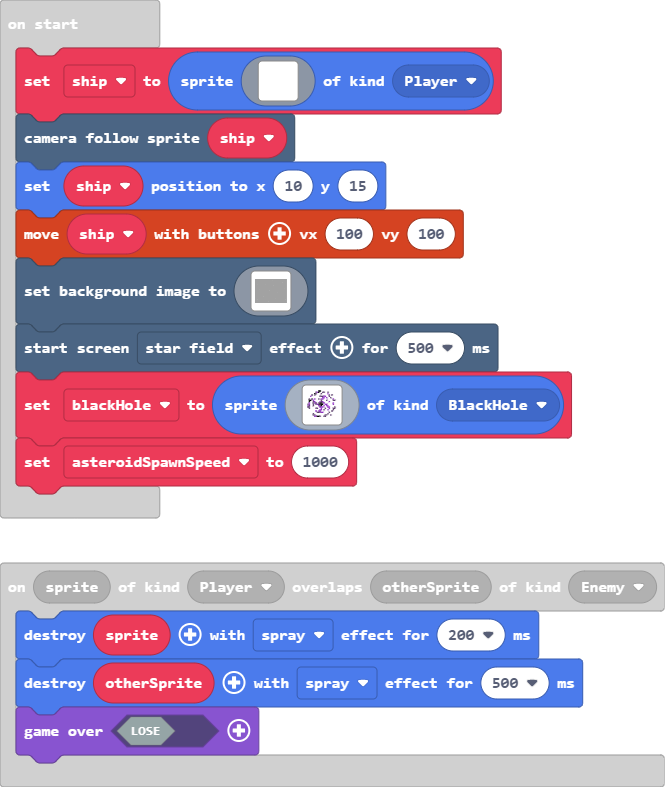 on start
set ship to sprite of kind Player
camera follow sprite ship
set ship position to x 10 y 15
move ship with buttons vx 100 vy 100
set background image to
start screen star field effect for 500 ms
set blackHole to sprite of kind BlackHole
set asteroidSpawnSpeed to 1000
on sprite of kind Player overlaps otherSprite of kind Enemy
destroy sprite with spray effect for 200 ms
destroy otherSprite with spray effect for 500 ms
game over LOSE